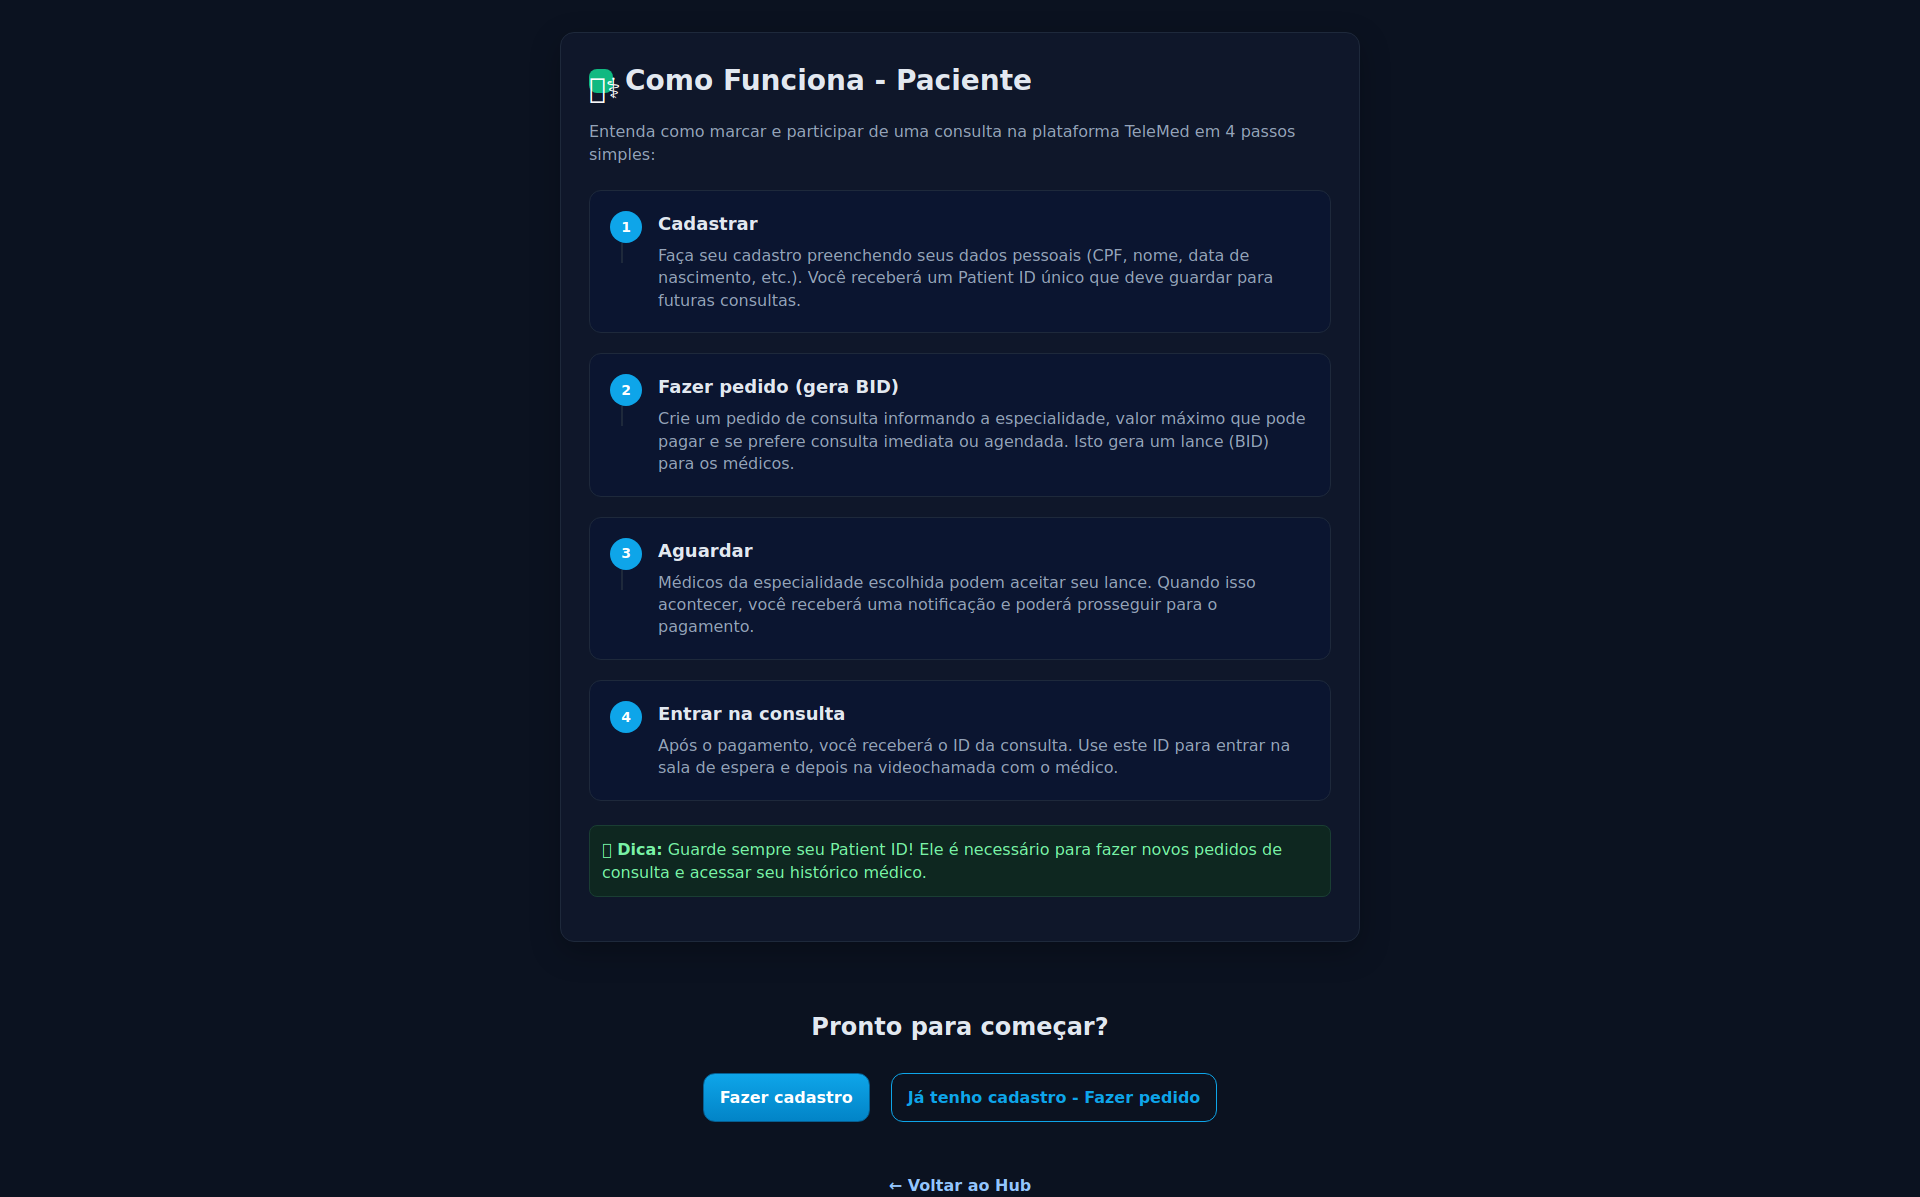 Como Funciona - Paciente
Entenda como marcar e participar de uma consulta na plataforma TeleMed em 4 passos
simples:
1
Cadastrar
Faça seu cadastro preenchendo seus dados pessoais (CPF, nome, data de
nascimento, etc.). Você receberá um Patient ID único que deve guardar para
futuras consultas.
2
Fazer pedido (gera BID)
Crie um pedido de consulta informando a especialidade, valor máximo que pode
pagar e se prefere consulta imediata ou agendada. Isto gera um lance (BID)
para os médicos.
3
Aguardar
Médicos da especialidade escolhida podem aceitar seu lance. Quando isso
acontecer, você receberá uma notificação e poderá prosseguir para o
pagamento.
4
Entrar na consulta
Após o pagamento, você receberá o ID da consulta. Use este ID para entrar na
sala de espera e depois na videochamada com o médico.
Dica: Guarde sempre seu Patient ID! Ele é necessário para fazer novos pedidos de
consulta e acessar seu histórico médico.
Pronto para começar?
Fazer cadastro
Já tenho cadastro - Fazer pedido
← Voltar ao Hub